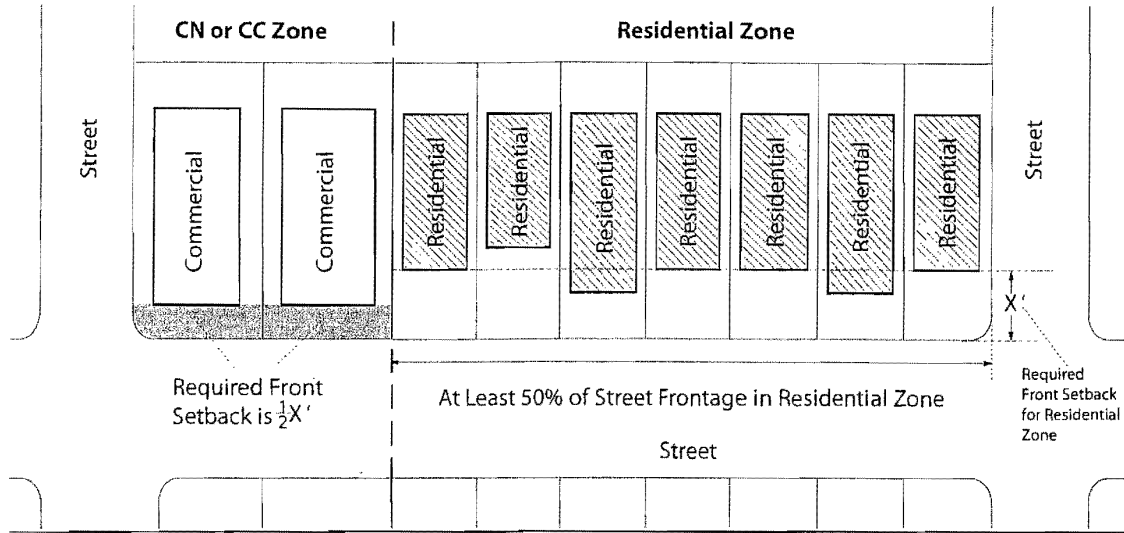 CN or CC Zone
Residential Zone
Street
Commercial
Commercial
Residential
Residential
Residential
Residential
Residential
Residential
Residential
Street
X'
Required Front
Setback is ½X'
At Least 50% of Street Frontage in Residential Zone
Required
Front Setback
for Residential
Zone
Street